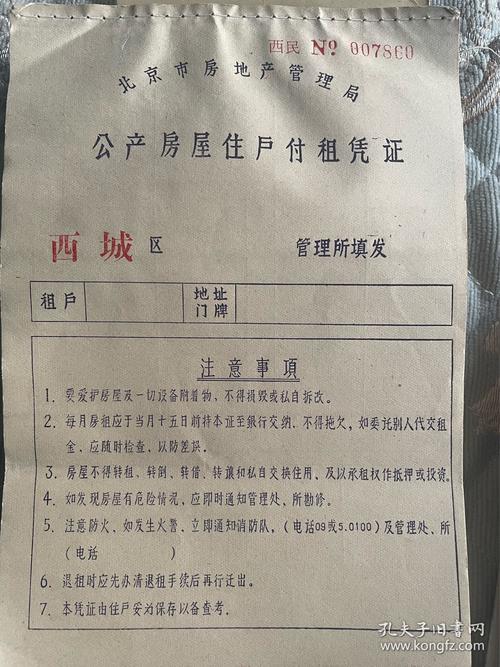 西民 No 007860
北京市房地产管理局
公产房屋住戶付租凭证
西城区 管理所填发
租戶 地址门牌
注意事項
1. 要爱护房屋及一切设备附着物，不得损毁或私自拆改。
2. 每月房租应于当月十五日前持本证至银行交纳，不得拖欠，如委讬别人代交租
金，应随时检查，以防差误。
3. 房屋不得转租、转倒、转借、转讓和私自交换住用，及以承租权作抵押或投资。
4. 如发现房屋有危险情况，应即时通知管理处、所勘修。
5. 注意防火，如发生火警，立即通知消防队，(电话09或5.0100)及管理处、所
(电话 )
6. 退租时应先办清退租手续后再行迁出。
7. 本凭证由住戶妥为保存以备查考。
孔夫子旧书网
www.kongfz.com